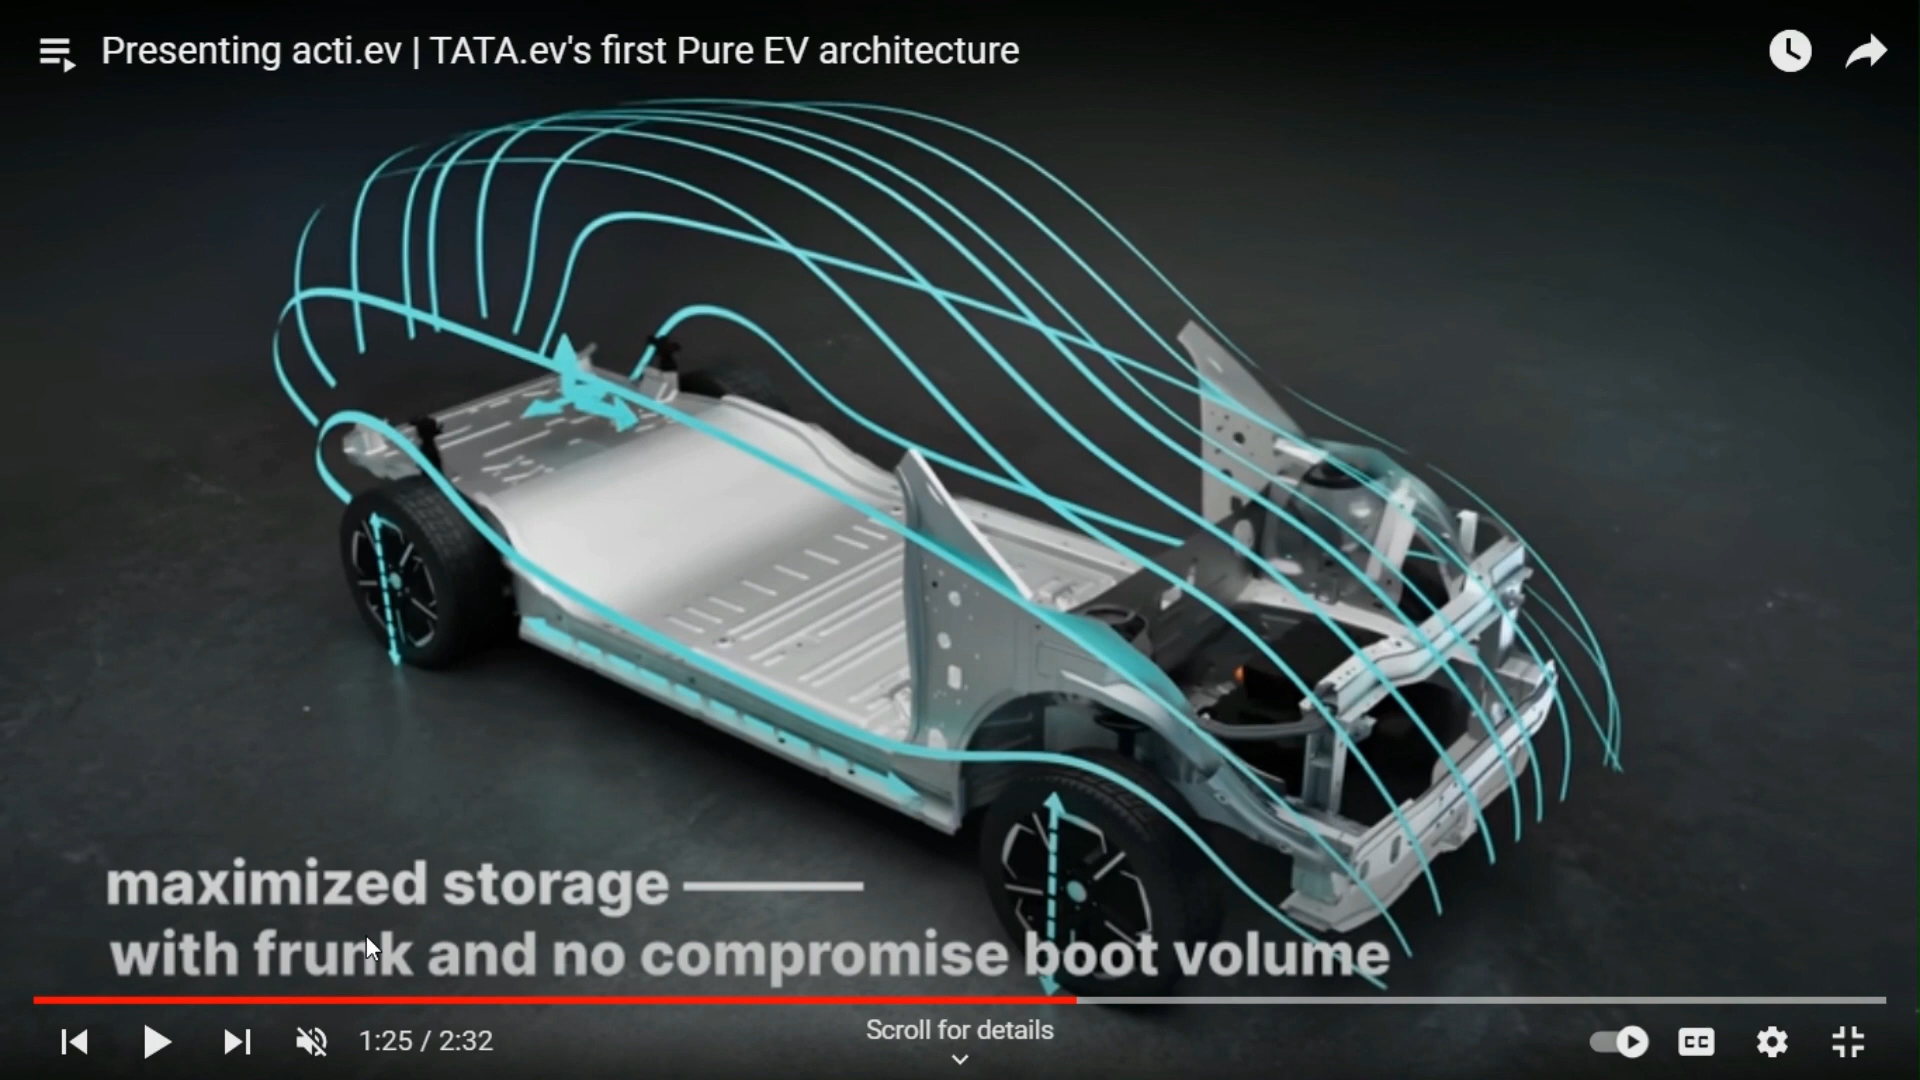 Presenting acti.ev | TATA.ev's first Pure EV architecture
maximized storage
with frunk and no compromise boot volume
1:25 / 2:32
Scroll for details
CC